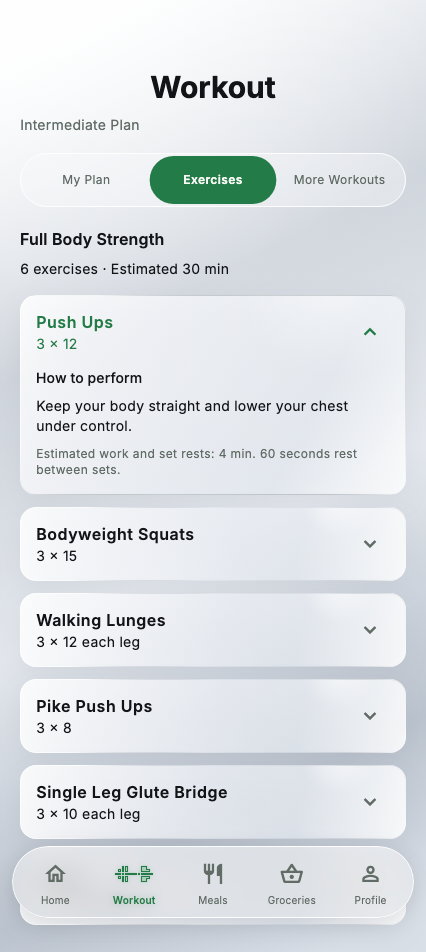 Workout
Intermediate Plan
My Plan
Exercises
More Workouts
Full Body Strength
6 exercises · Estimated 30 min
Push Ups
3 × 12
How to perform
Keep your body straight and lower your chest
under control.
Estimated work and set rests: 4 min. 60 seconds rest
between sets.
Bodyweight Squats
3 × 15
Walking Lunges
3 × 12 each leg
Pike Push Ups
3 × 8
Single Leg Glute Bridge
3 × 10 each leg
Home
Workout
Meals
Groceries
Profile